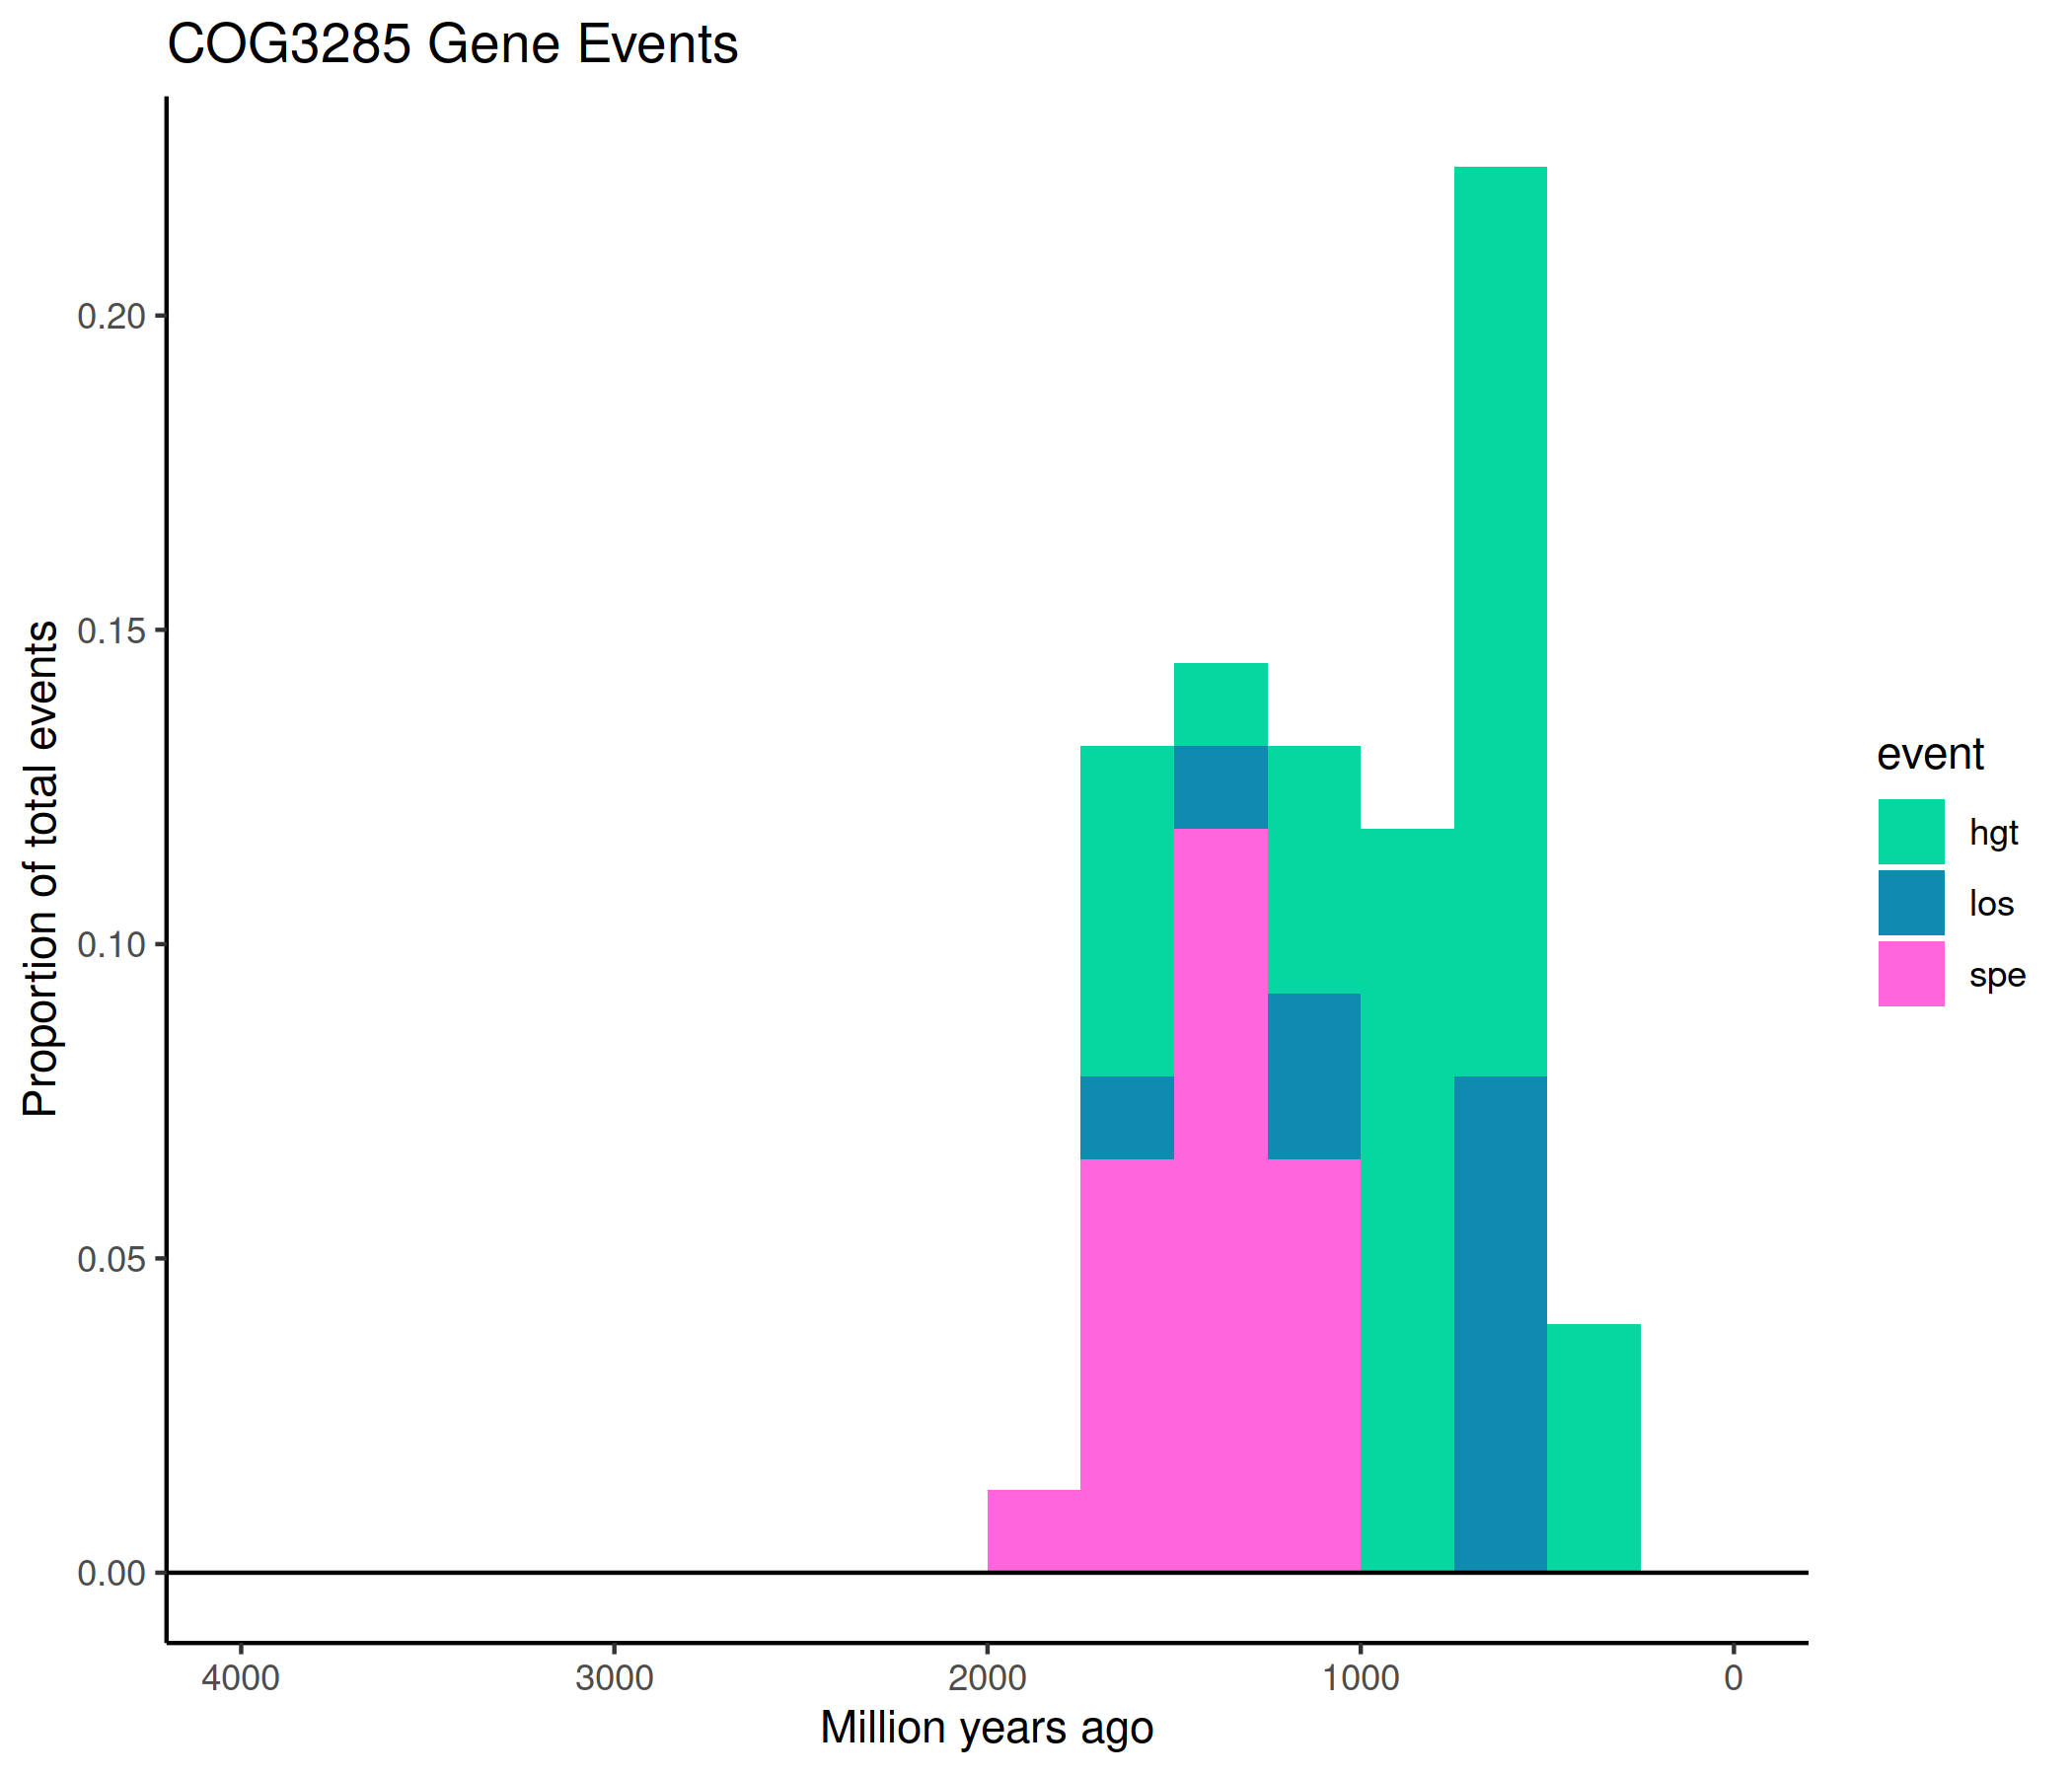 COG3285 Gene Events
Proportion of total events
0.20
0.15
0.10
0.05
0.00
4000 3000 2000 1000 0
Million years ago
event
hgt
los
spe